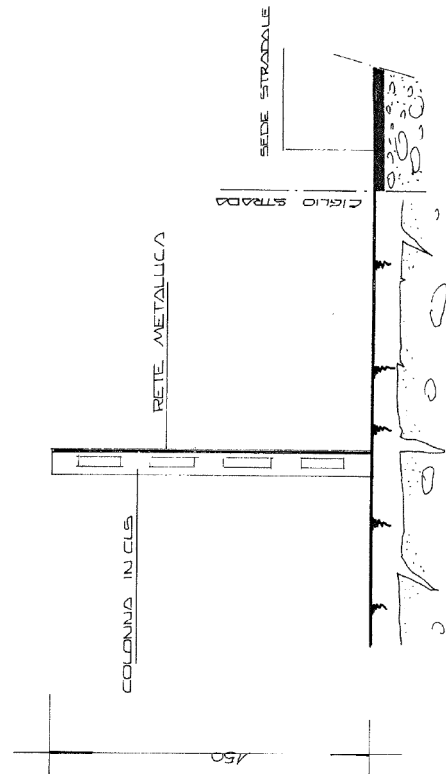 SEDE STRADALE
CIGLIO STRADA
RETE METALLICA
COLONNA IN CLS
150